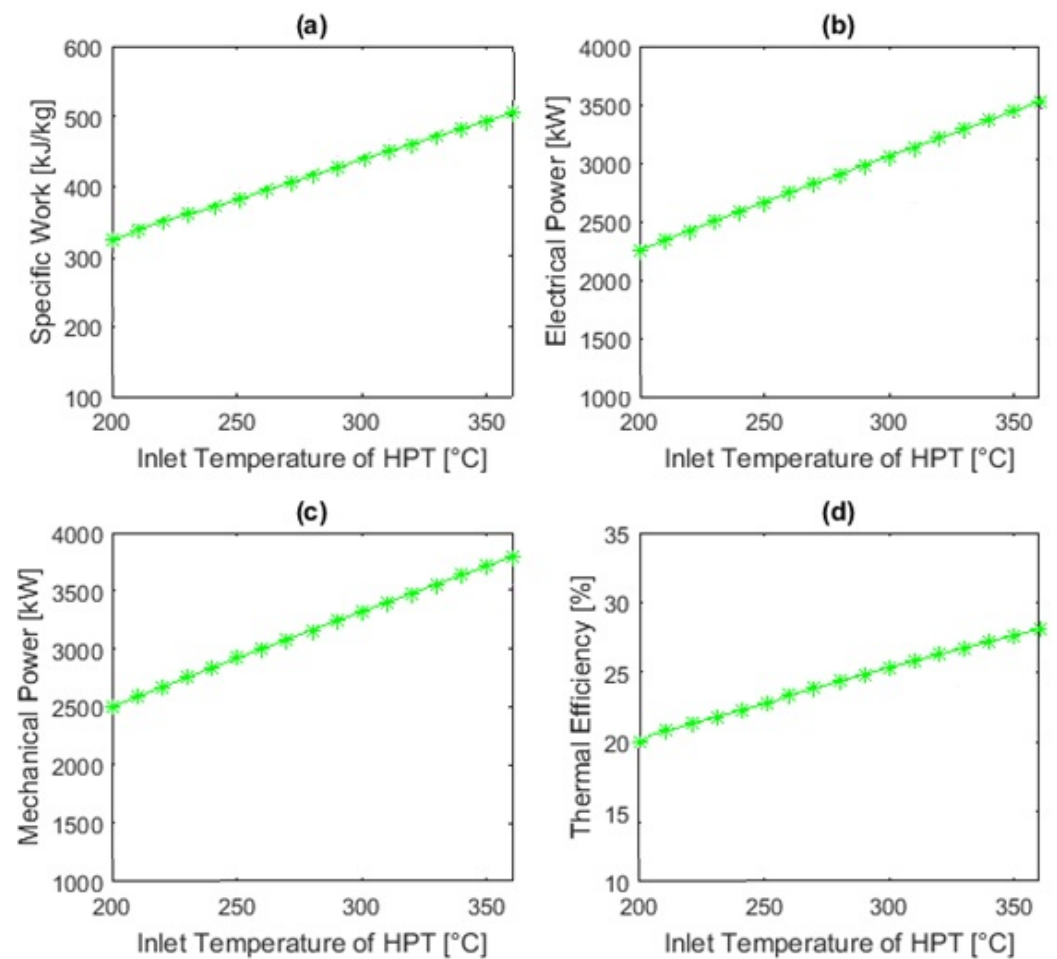 (a)
600
500
400
300
200
100
Specific Work [kJ/kg]
200 250 300 350
Inlet Temperature of HPT [°C]
(b)
4000
3500
3000
2500
2000
1500
1000
Electrical Power [kW]
200 250 300 350
Inlet Temperature of HPT [°C]
(c)
4000
3500
3000
2500
2000
1500
1000
Mechanical Power [kW]
200 250 300 350
Inlet Temperature of HPT [°C]
(d)
35
30
25
20
15
10
Thermal Efficiency [%]
200 250 300 350
Inlet Temperature of HPT [°C]